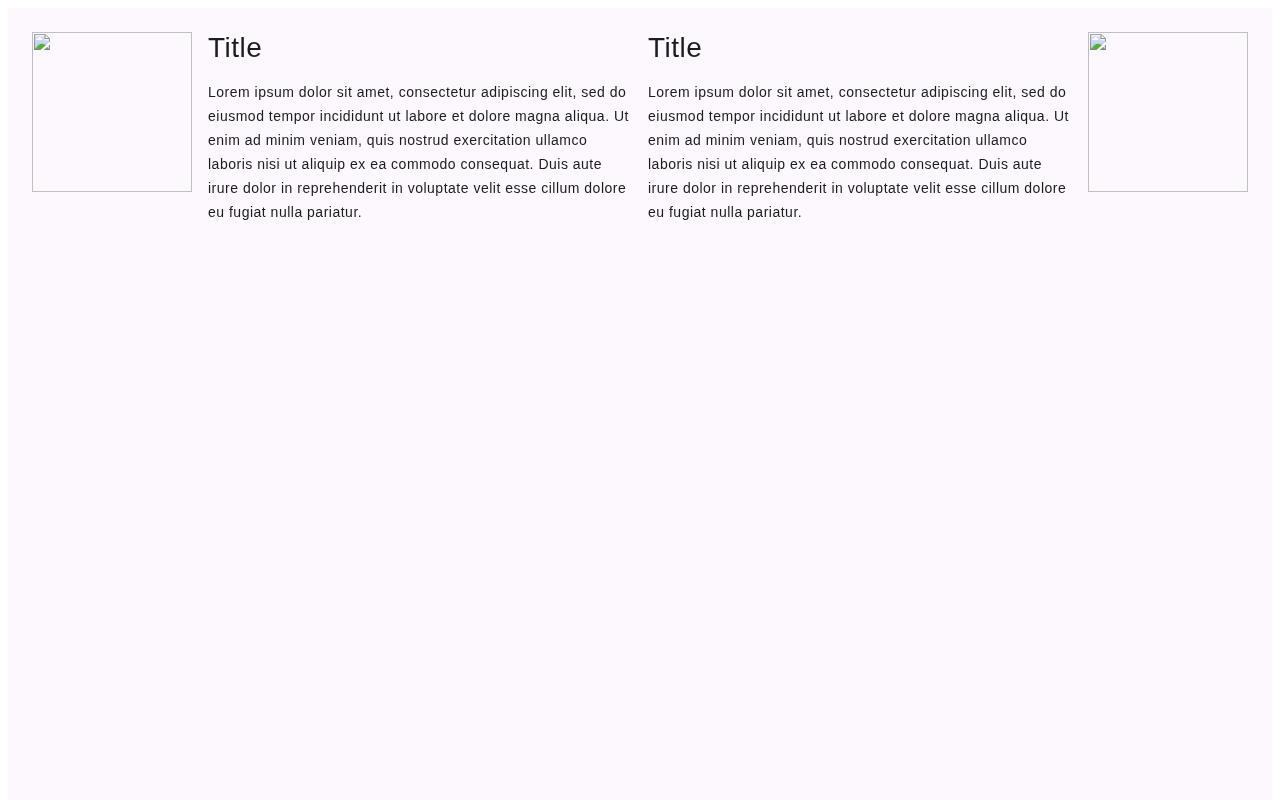 Title
Lorem ipsum dolor sit amet, consectetur adipiscing elit, sed do
eiusmod tempor incididunt ut labore et dolore magna aliqua. Ut
enim ad minim veniam, quis nostrud exercitation ullamco
laboris nisi ut aliquip ex ea commodo consequat. Duis aute
irure dolor in reprehenderit in voluptate velit esse cillum dolore
eu fugiat nulla pariatur.
Title
Lorem ipsum dolor sit amet, consectetur adipiscing elit, sed do
eiusmod tempor incididunt ut labore et dolore magna aliqua. Ut
enim ad minim veniam, quis nostrud exercitation ullamco
laboris nisi ut aliquip ex ea commodo consequat. Duis aute
irure dolor in reprehenderit in voluptate velit esse cillum dolore
eu fugiat nulla pariatur.